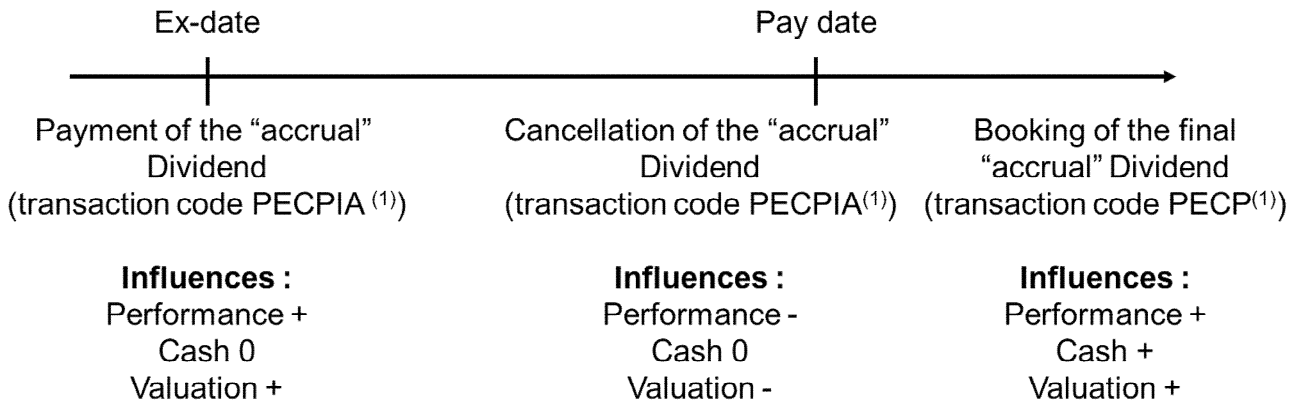 Ex-date
Pay date
Payment of the “accrual”
Dividend
(transaction code PECPIA (1))
Cancellation of the “accrual”
Dividend
(transaction code PECPIA(1))
Booking of the final
“accrual” Dividend
(transaction code PECP(1))
Influences :
Performance +
Cash 0
Valuation +
Influences :
Performance -
Cash 0
Valuation -
Influences :
Performance +
Cash +
Valuation +